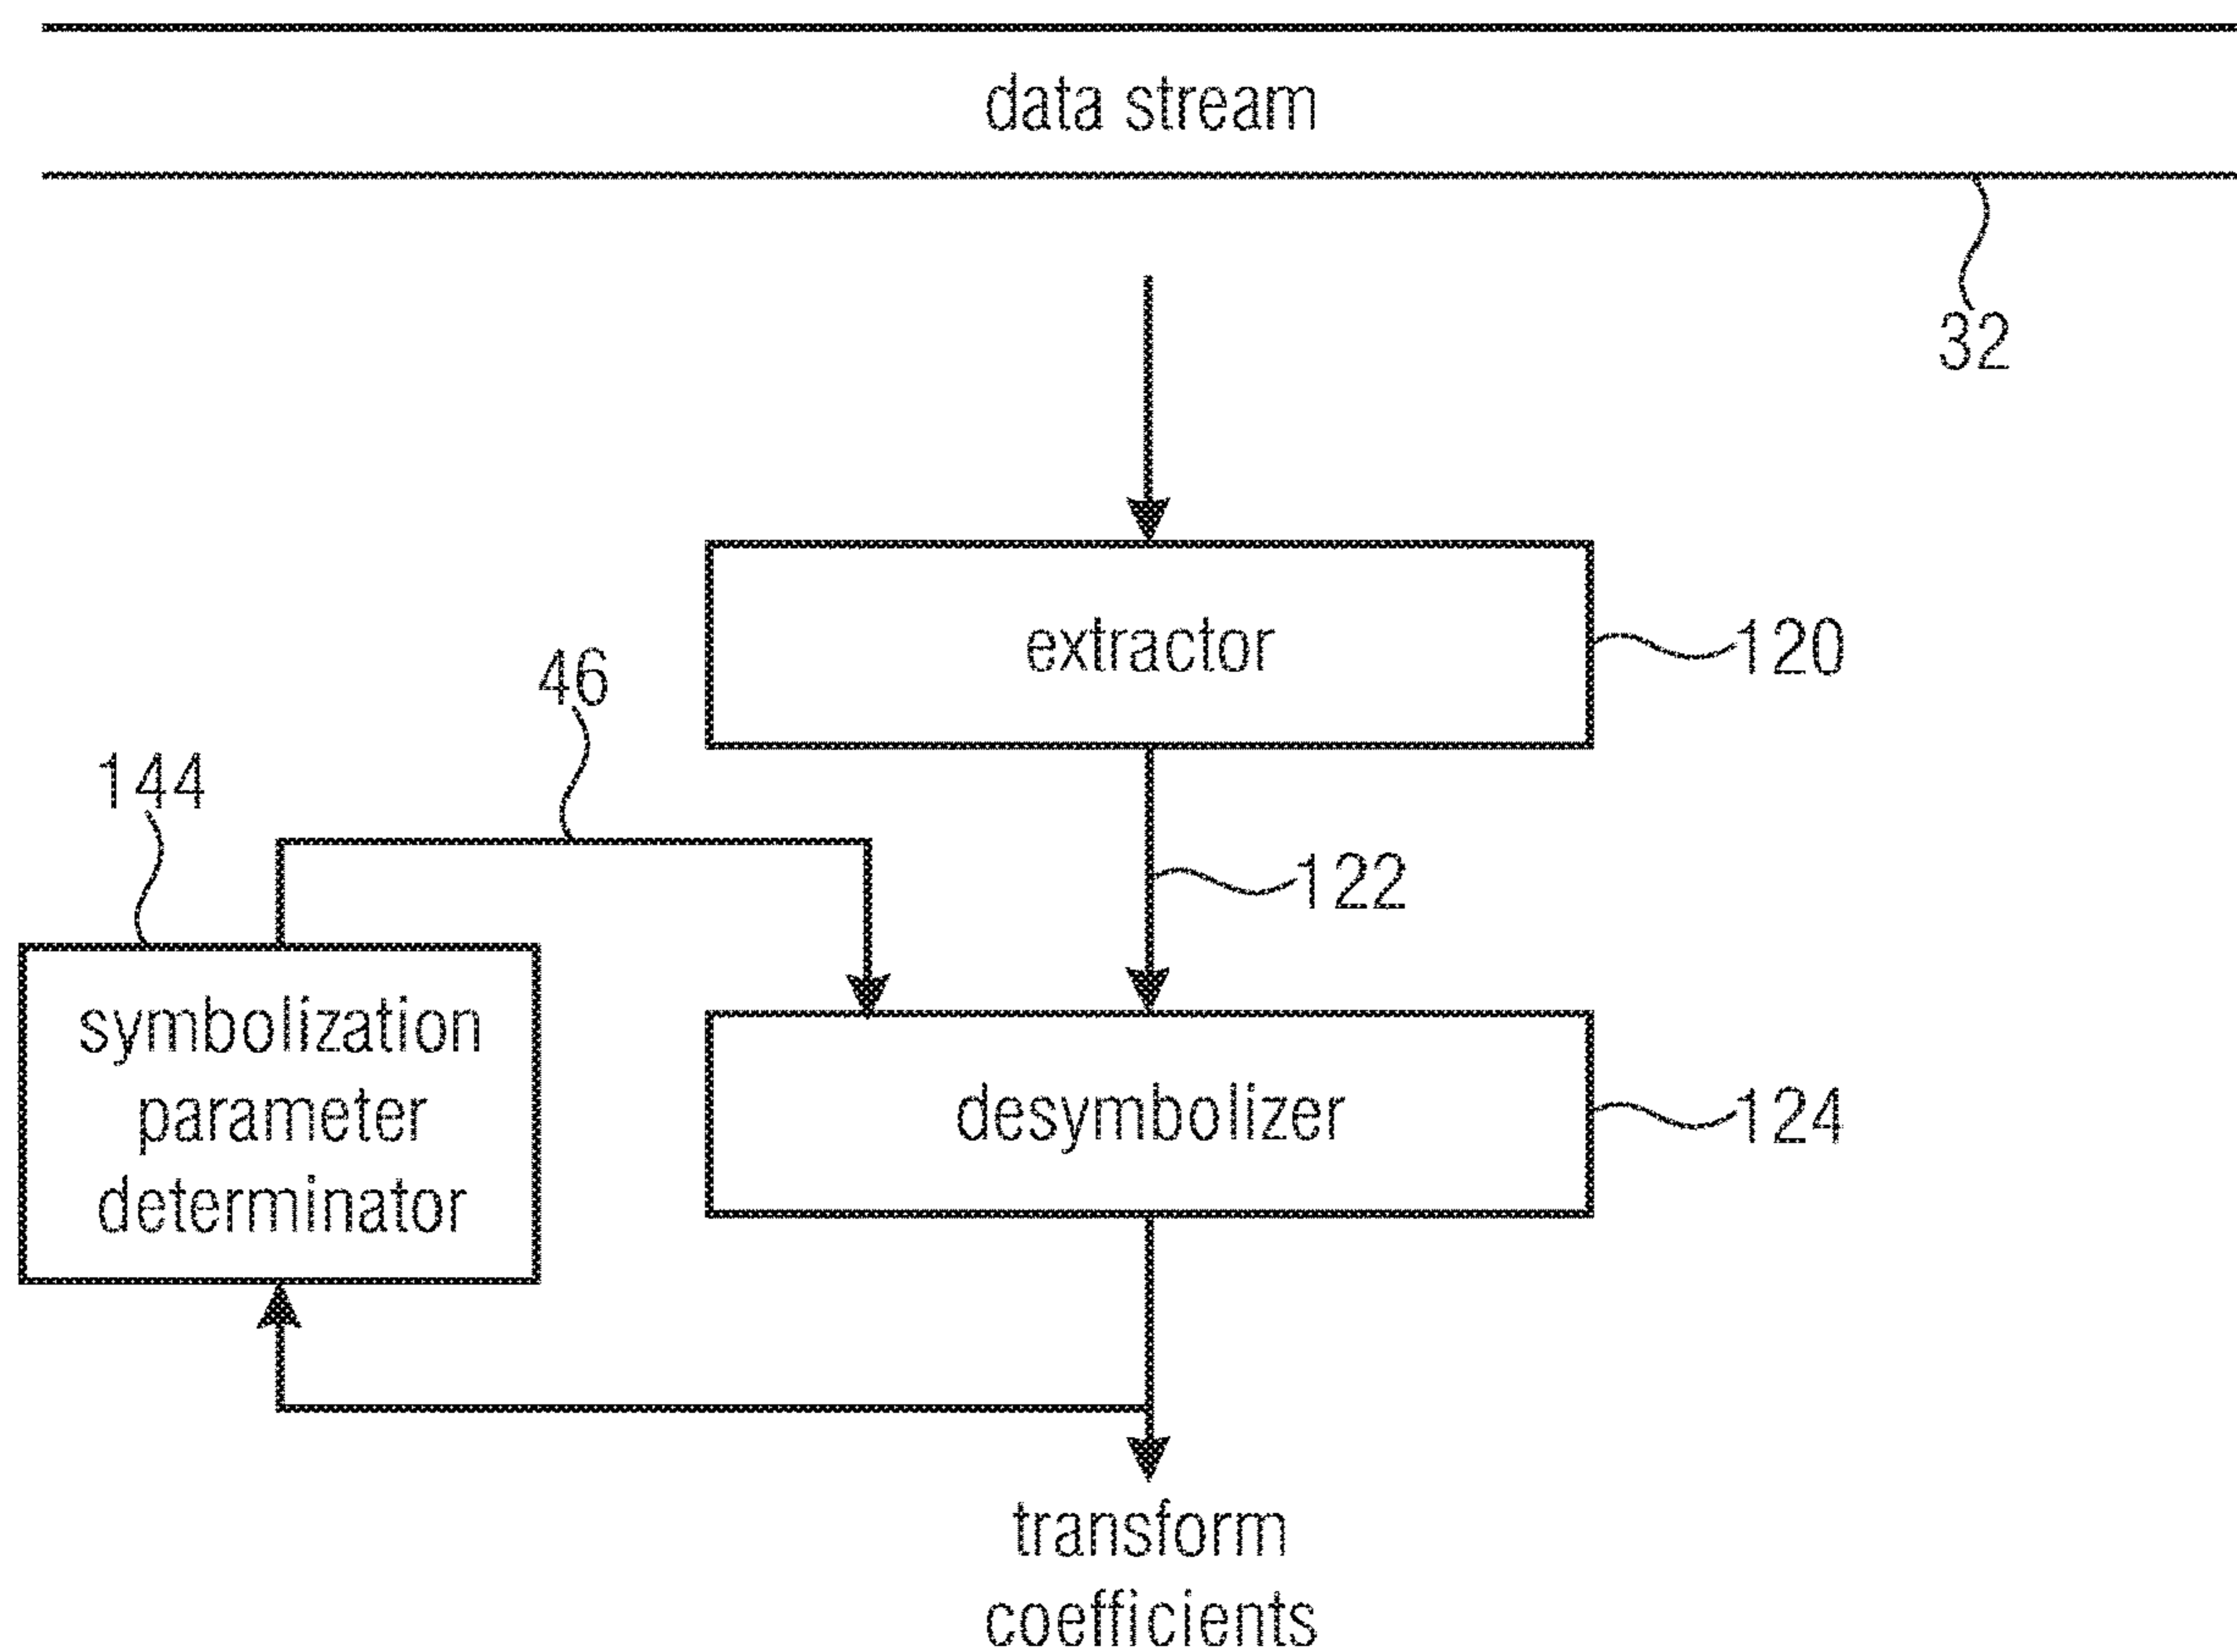 data stream
32
extractor
120
46
144
122
symbolization
parameter
determinator
desymbolizer
124
transform
coefficients